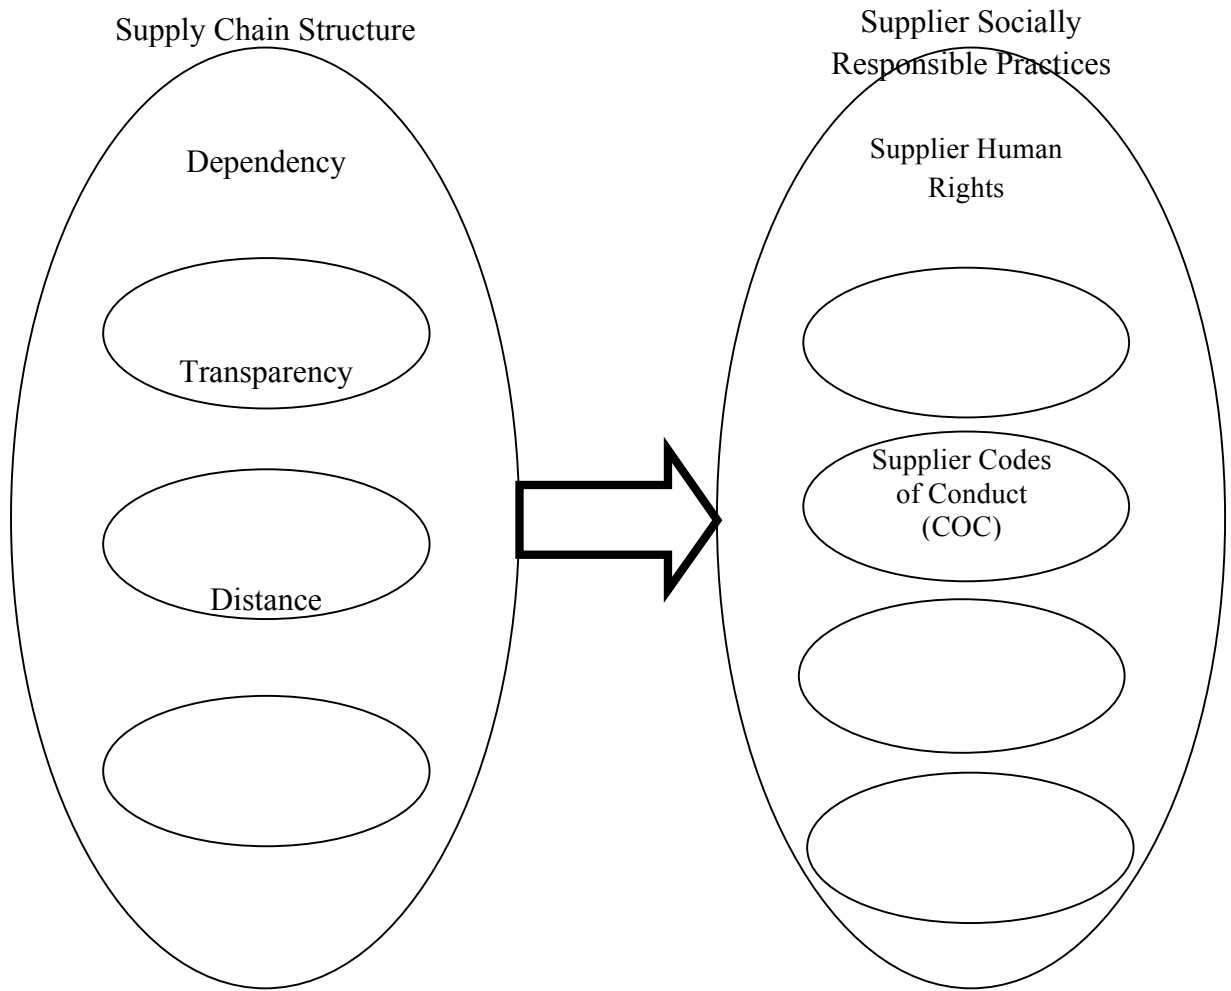 Supply Chain Structure
Dependency
Transparency
Distance
Supplier Socially
Responsible Practices
Supplier Human
Rights
Supplier Codes
of Conduct
(COC)